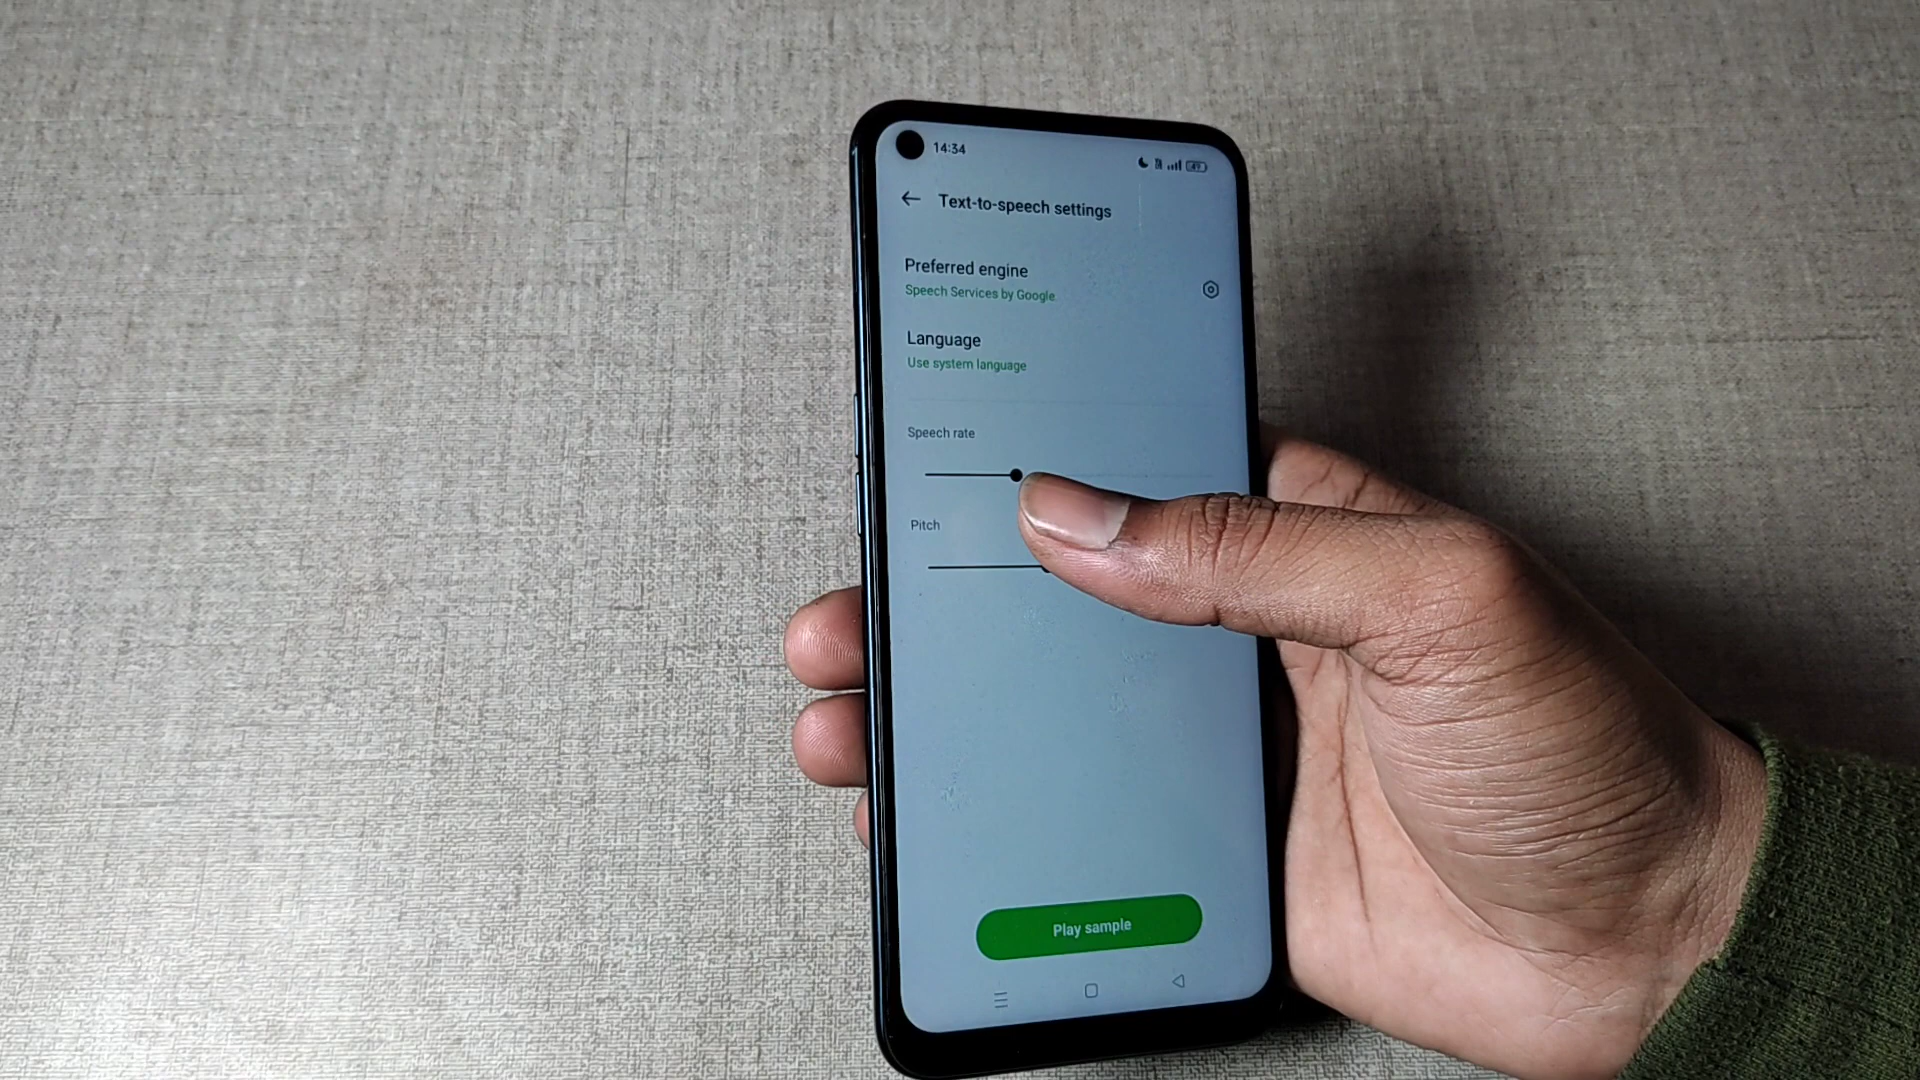 14:34
49
Text-to-speech settings
Preferred engine
Speech Services by Google
Language
Use system language
Speech rate
Pitch
Play sample